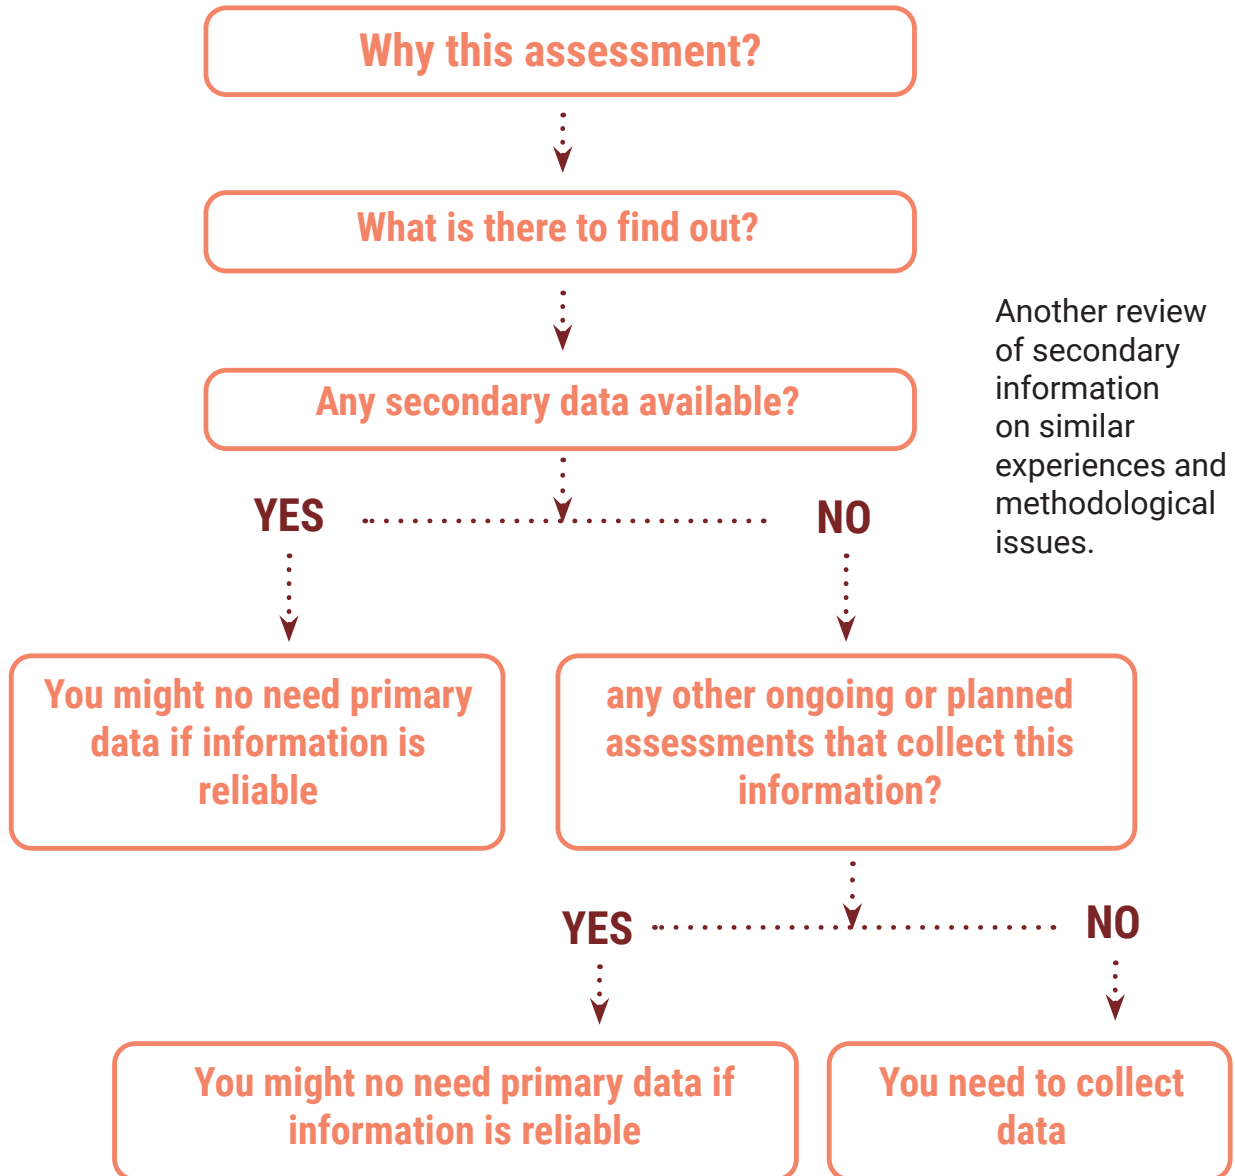 Why this assessment?
What is there to find out?
Any secondary data available?
Another review
of secondary
information
on similar
experiences and
methodological
issues.
YES
NO
You might no need primary
data if information is
reliable
any other ongoing or planned
assessments that collect this
information?
YES
NO
You might no need primary data if
information is reliable
You need to collect
data